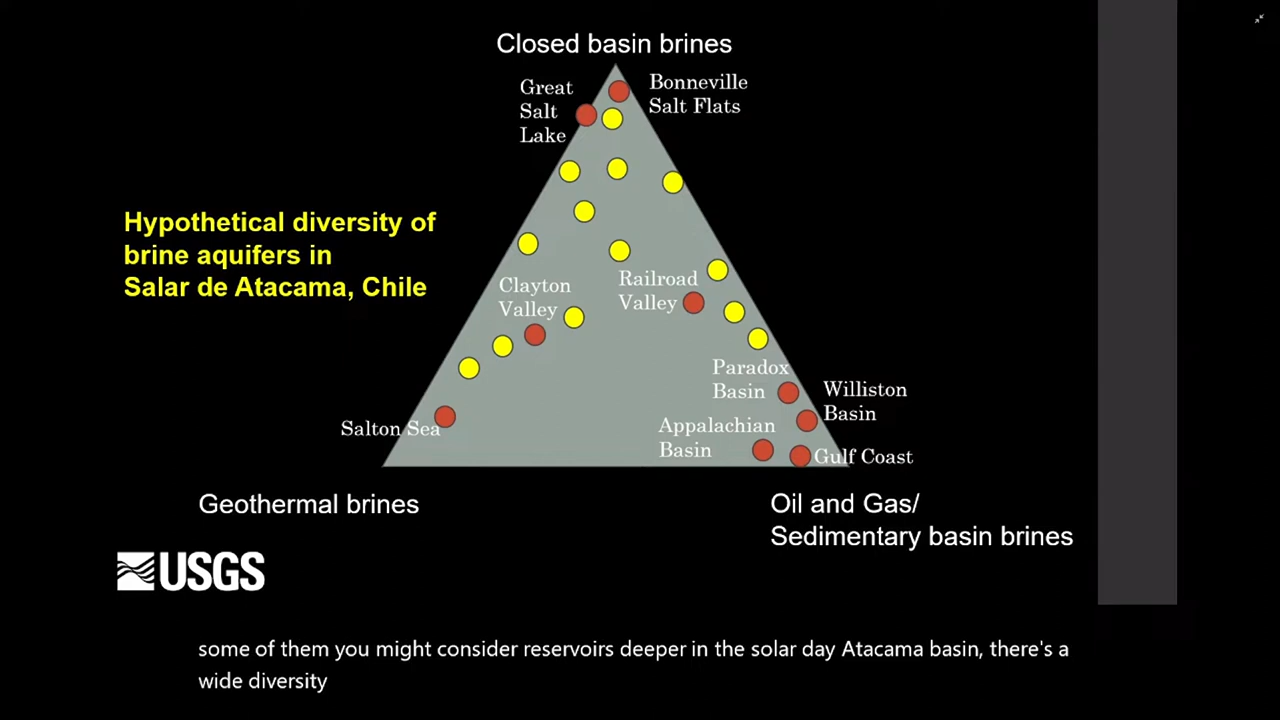 Closed basin brines
Great
Salt
Lake
Bonneville
Salt Flats
Hypothetical diversity of
brine aquifers in
Salar de Atacama, Chile
Clayton
Valley
Railroad
Valley
Paradox
Basin
Williston
Basin
Salton Sea
Appalachian
Basin
Gulf Coast
Geothermal brines
Oil and Gas/
Sedimentary basin brines
USGS
some of them you might consider reservoirs deeper in the solar day Atacama basin, there's a
wide diversity